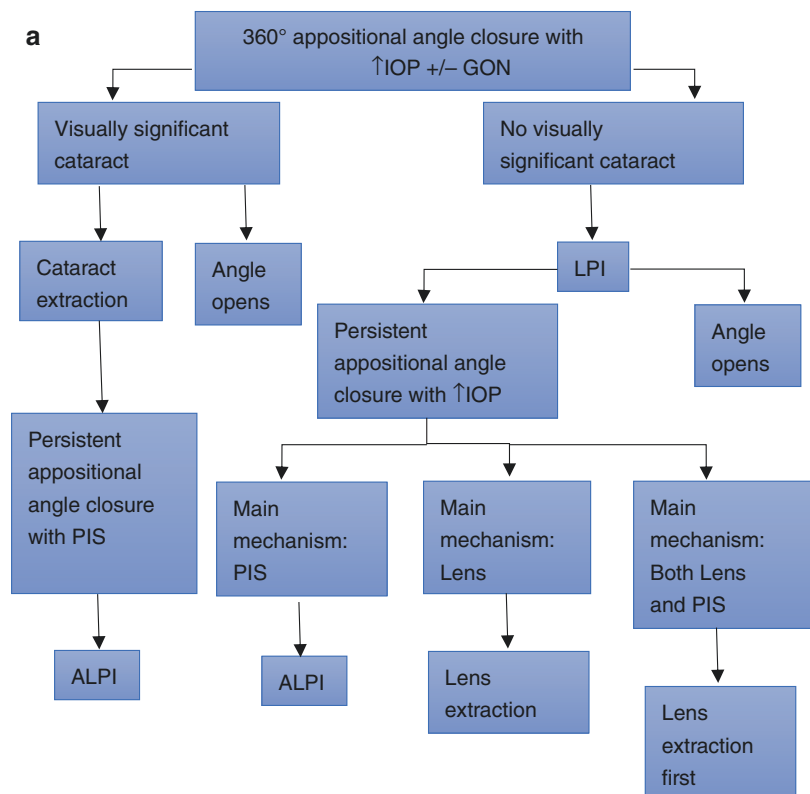 a
360° appositional angle closure with
↑IOP +/– GON
Visually significant
cataract
No visually
significant cataract
Cataract
extraction
Angle
opens
LPI
Persistent
appositional angle
closure with ↑IOP
Angle
opens
Persistent
appositional
angle closure
with PIS
Main
mechanism:
PIS
Main
mechanism:
Lens
Main
mechanism:
Both Lens
and PIS
ALPI
ALPI
Lens
extraction
Lens
extraction
first